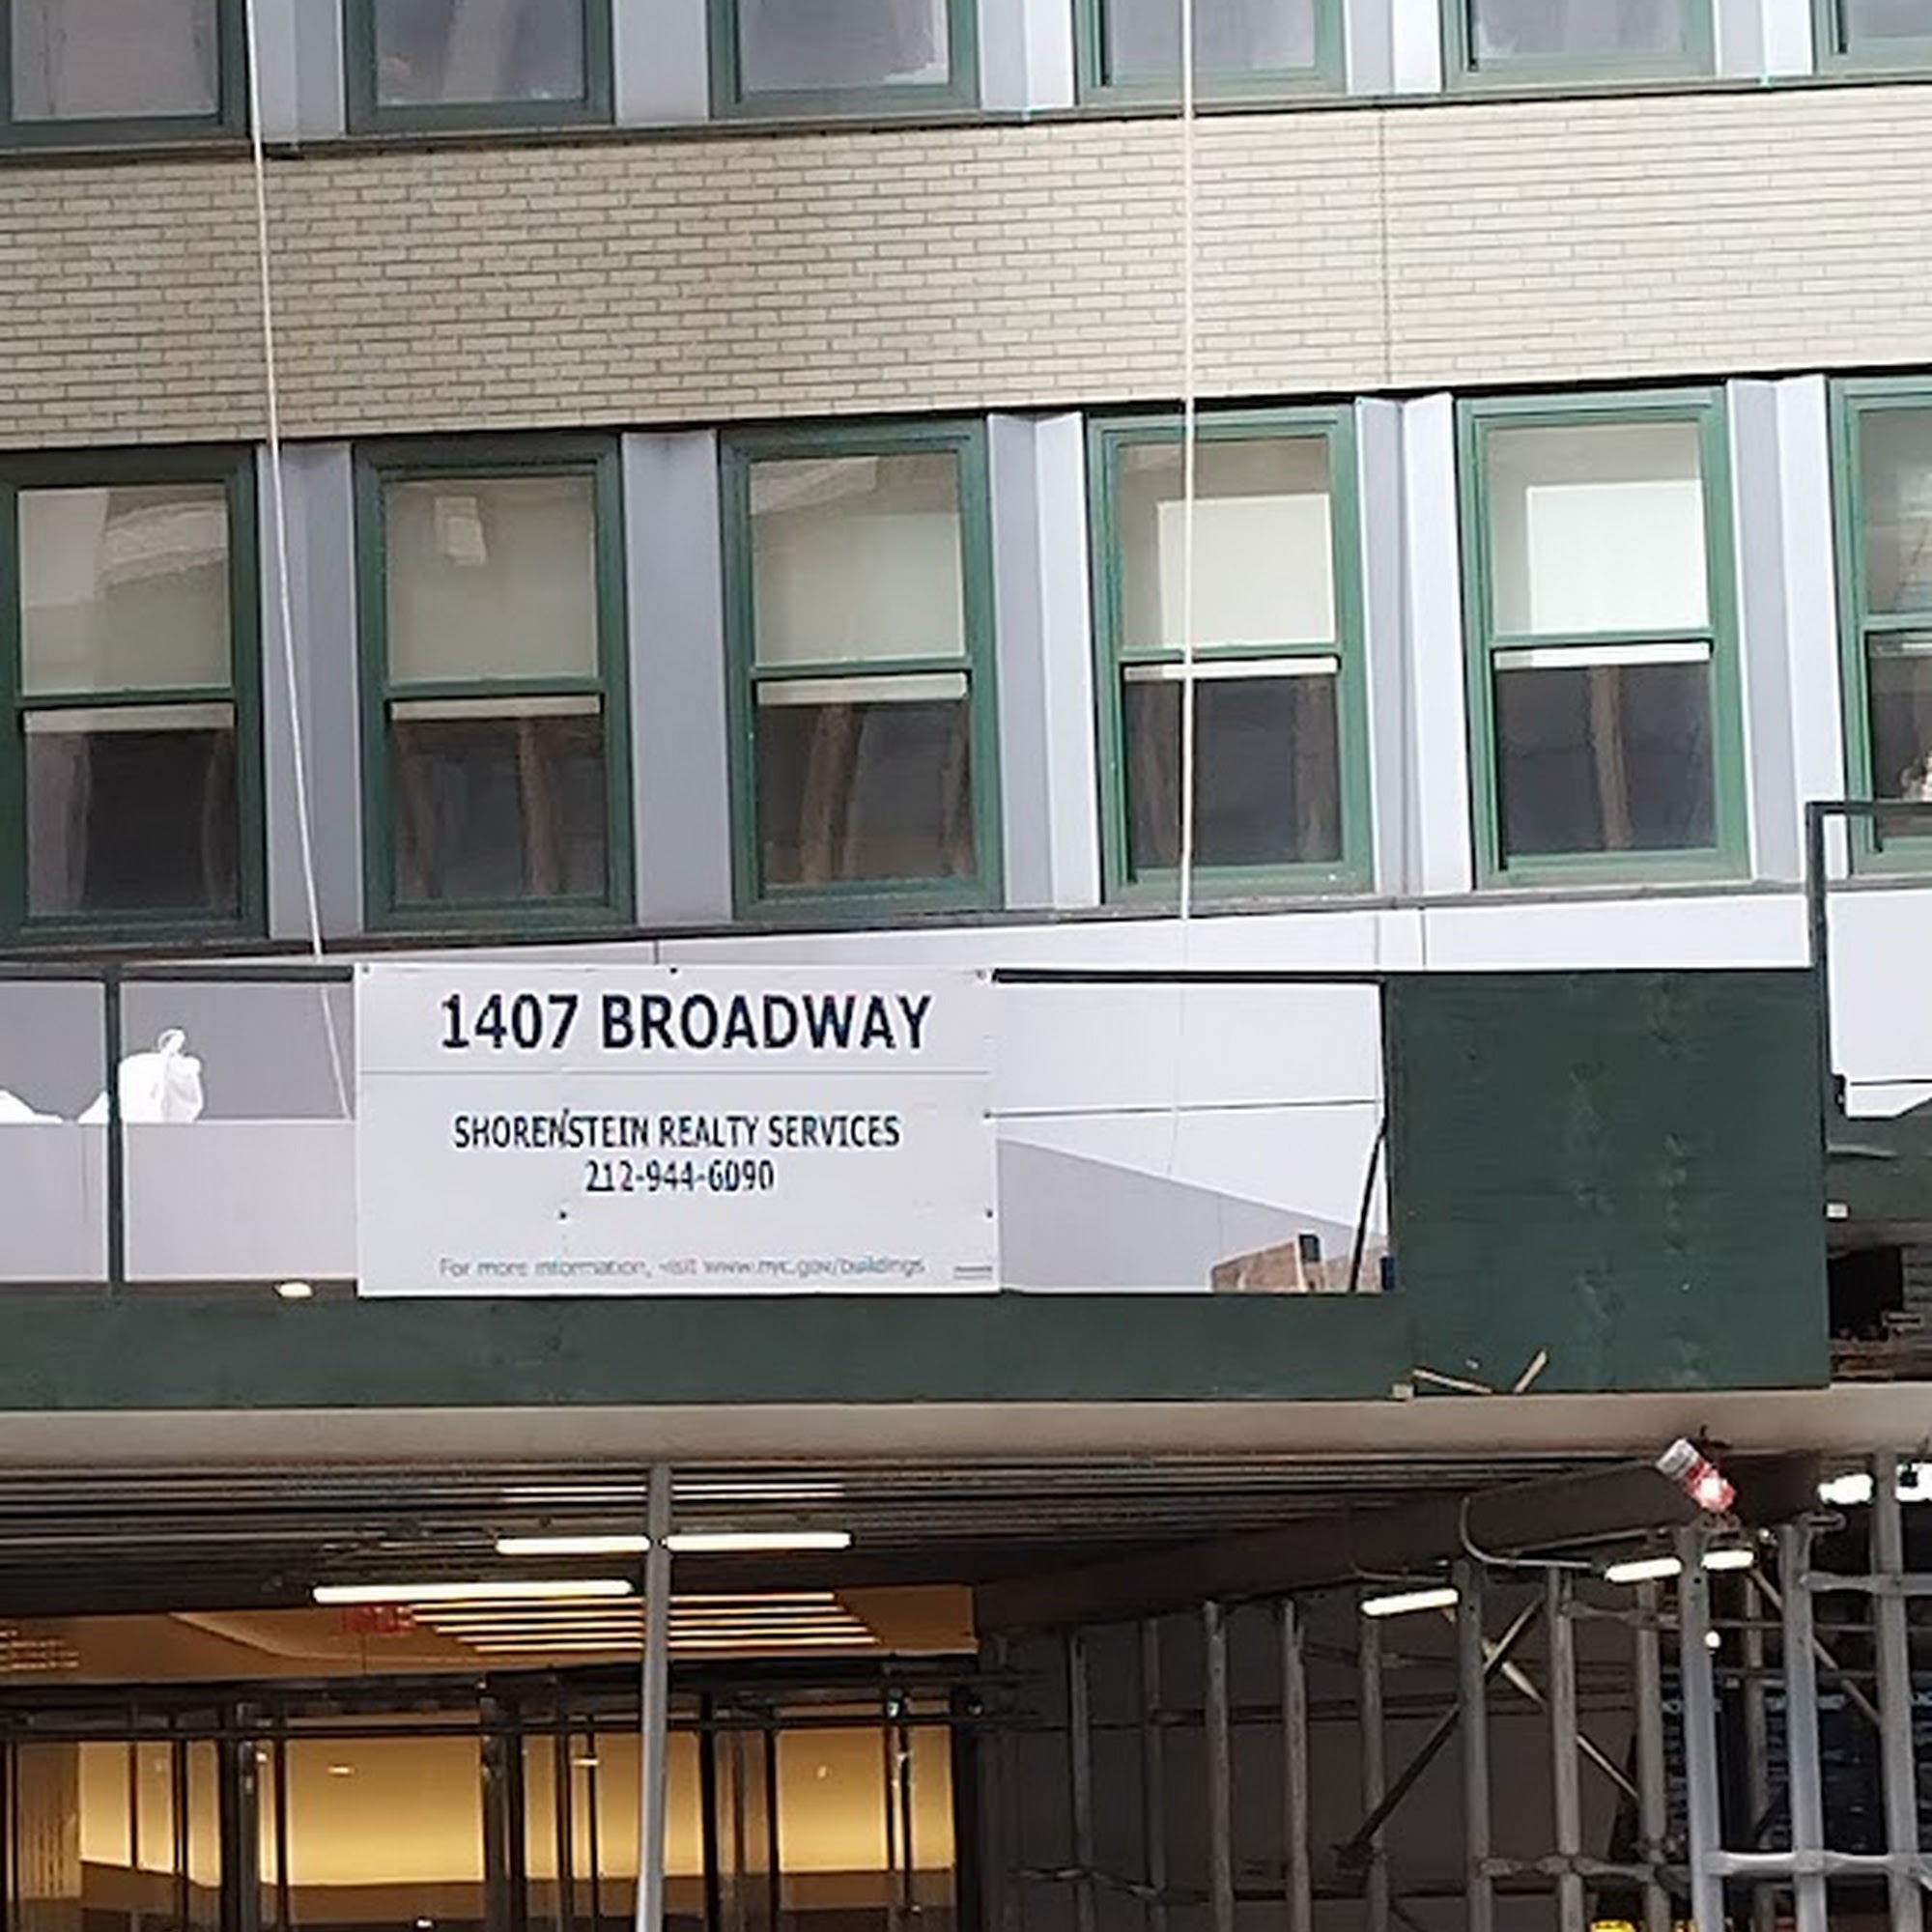 1407 BROADWAY
SHORENSTEIN REALTY SERVICES
212-944-6090
For more information, visit www.nyc.gov/buildings